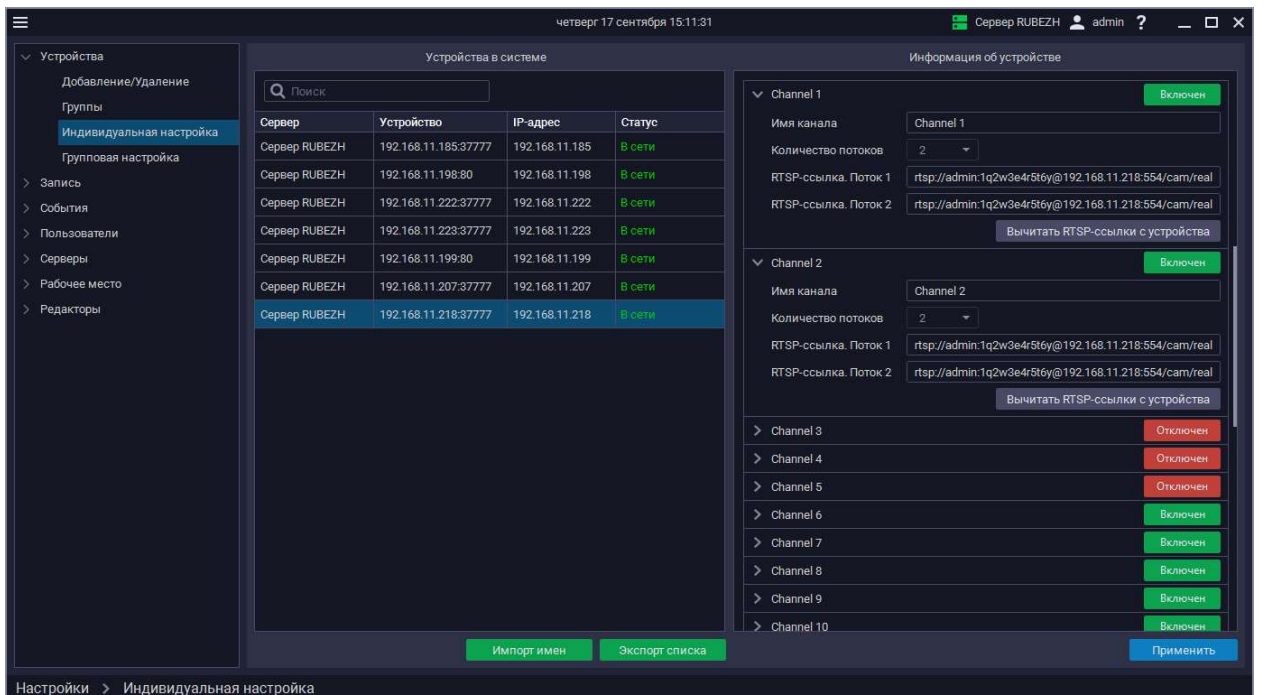 четверг 17 сентября 15:11:31
Сервер RUBEZH admin ?
Устройства
Добавление/Удаление
Группы
Индивидуальная настройка
Групповая настройка
Запись
События
Пользователи
Серверы
Рабочее место
Редакторы
Устройства в системе
Поиск
Сервер Устройство IP-адрес Статус
Сервер RUBEZH 192.168.11.185:37777 192.168.11.185 В сети
Сервер RUBEZH 192.168.11.198:80 192.168.11.198 В сети
Сервер RUBEZH 192.168.11.222:37777 192.168.11.222 В сети
Сервер RUBEZH 192.168.11.223:37777 192.168.11.223 В сети
Сервер RUBEZH 192.168.11.199:80 192.168.11.199 В сети
Сервер RUBEZH 192.168.11.207:37777 192.168.11.207 В сети
Сервер RUBEZH 192.168.11.218:37777 192.168.11.218 В сети
Импорт имен Экспорт списка
Информация об устройстве
Channel 1 Включен
Имя канала Channel 1
Количество потоков 2
RTSP-ссылка. Поток 1 rtsp://admin:1q2w3e4r5t6y@192.168.11.218:554/cam/real
RTSP-ссылка. Поток 2 rtsp://admin:1q2w3e4r5t6y@192.168.11.218:554/cam/real
Вычитать RTSP-ссылки с устройства
Channel 2 Включен
Имя канала Channel 2
Количество потоков 2
RTSP-ссылка. Поток 1 rtsp://admin:1q2w3e4r5t6y@192.168.11.218:554/cam/real
RTSP-ссылка. Поток 2 rtsp://admin:1q2w3e4r5t6y@192.168.11.218:554/cam/real
Вычитать RTSP-ссылки с устройства
Channel 3 Отключен
Channel 4 Отключен
Channel 5 Отключен
Channel 6 Включен
Channel 7 Включен
Channel 8 Включен
Channel 9 Включен
Channel 10 Включен
Применить
Настройки > Индивидуальная настройка